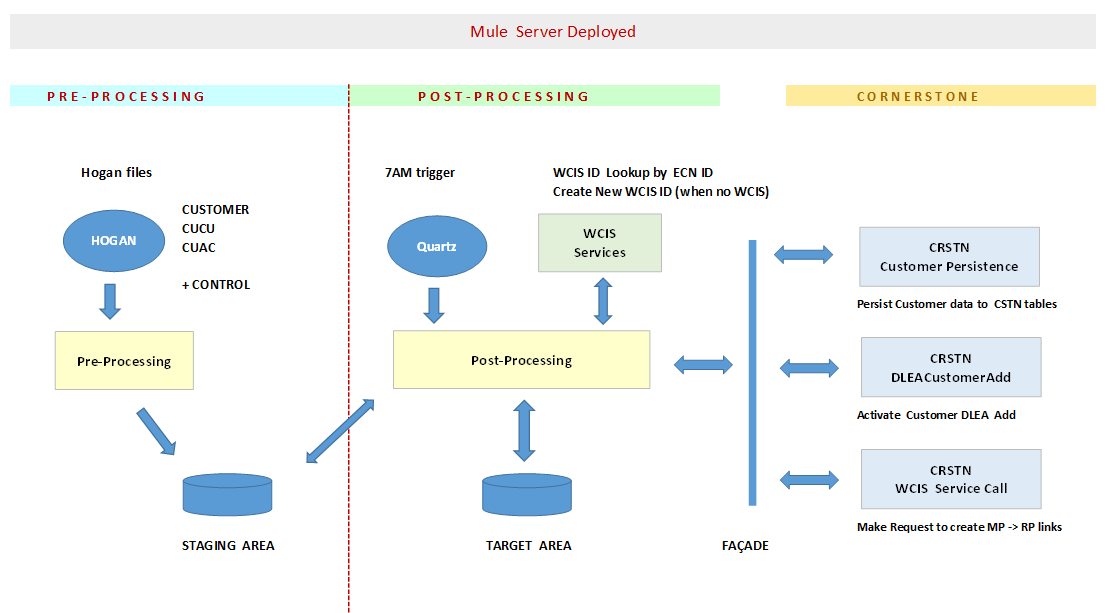 Mule Server Deployed
PRE-PROCESSING
POST-PROCESSING
CORNERSTONE
Hogan files
HOGAN
CUSTOMER
CUCU
CUAC
+ CONTROL
Pre-Processing
STAGING AREA
7AM trigger
Quartz
WCIS ID Lookup by ECN ID
Create New WCIS ID (when no WCIS)
WCIS
Services
Post-Processing
TARGET AREA
FAÇADE
CRSTN
Customer Persistence
Persist Customer data to CSTN tables
CRSTN
DLEACustomerAdd
Activate Customer DLEA Add
CRSTN
WCIS Service Call
Make Request to create MP -> RP links